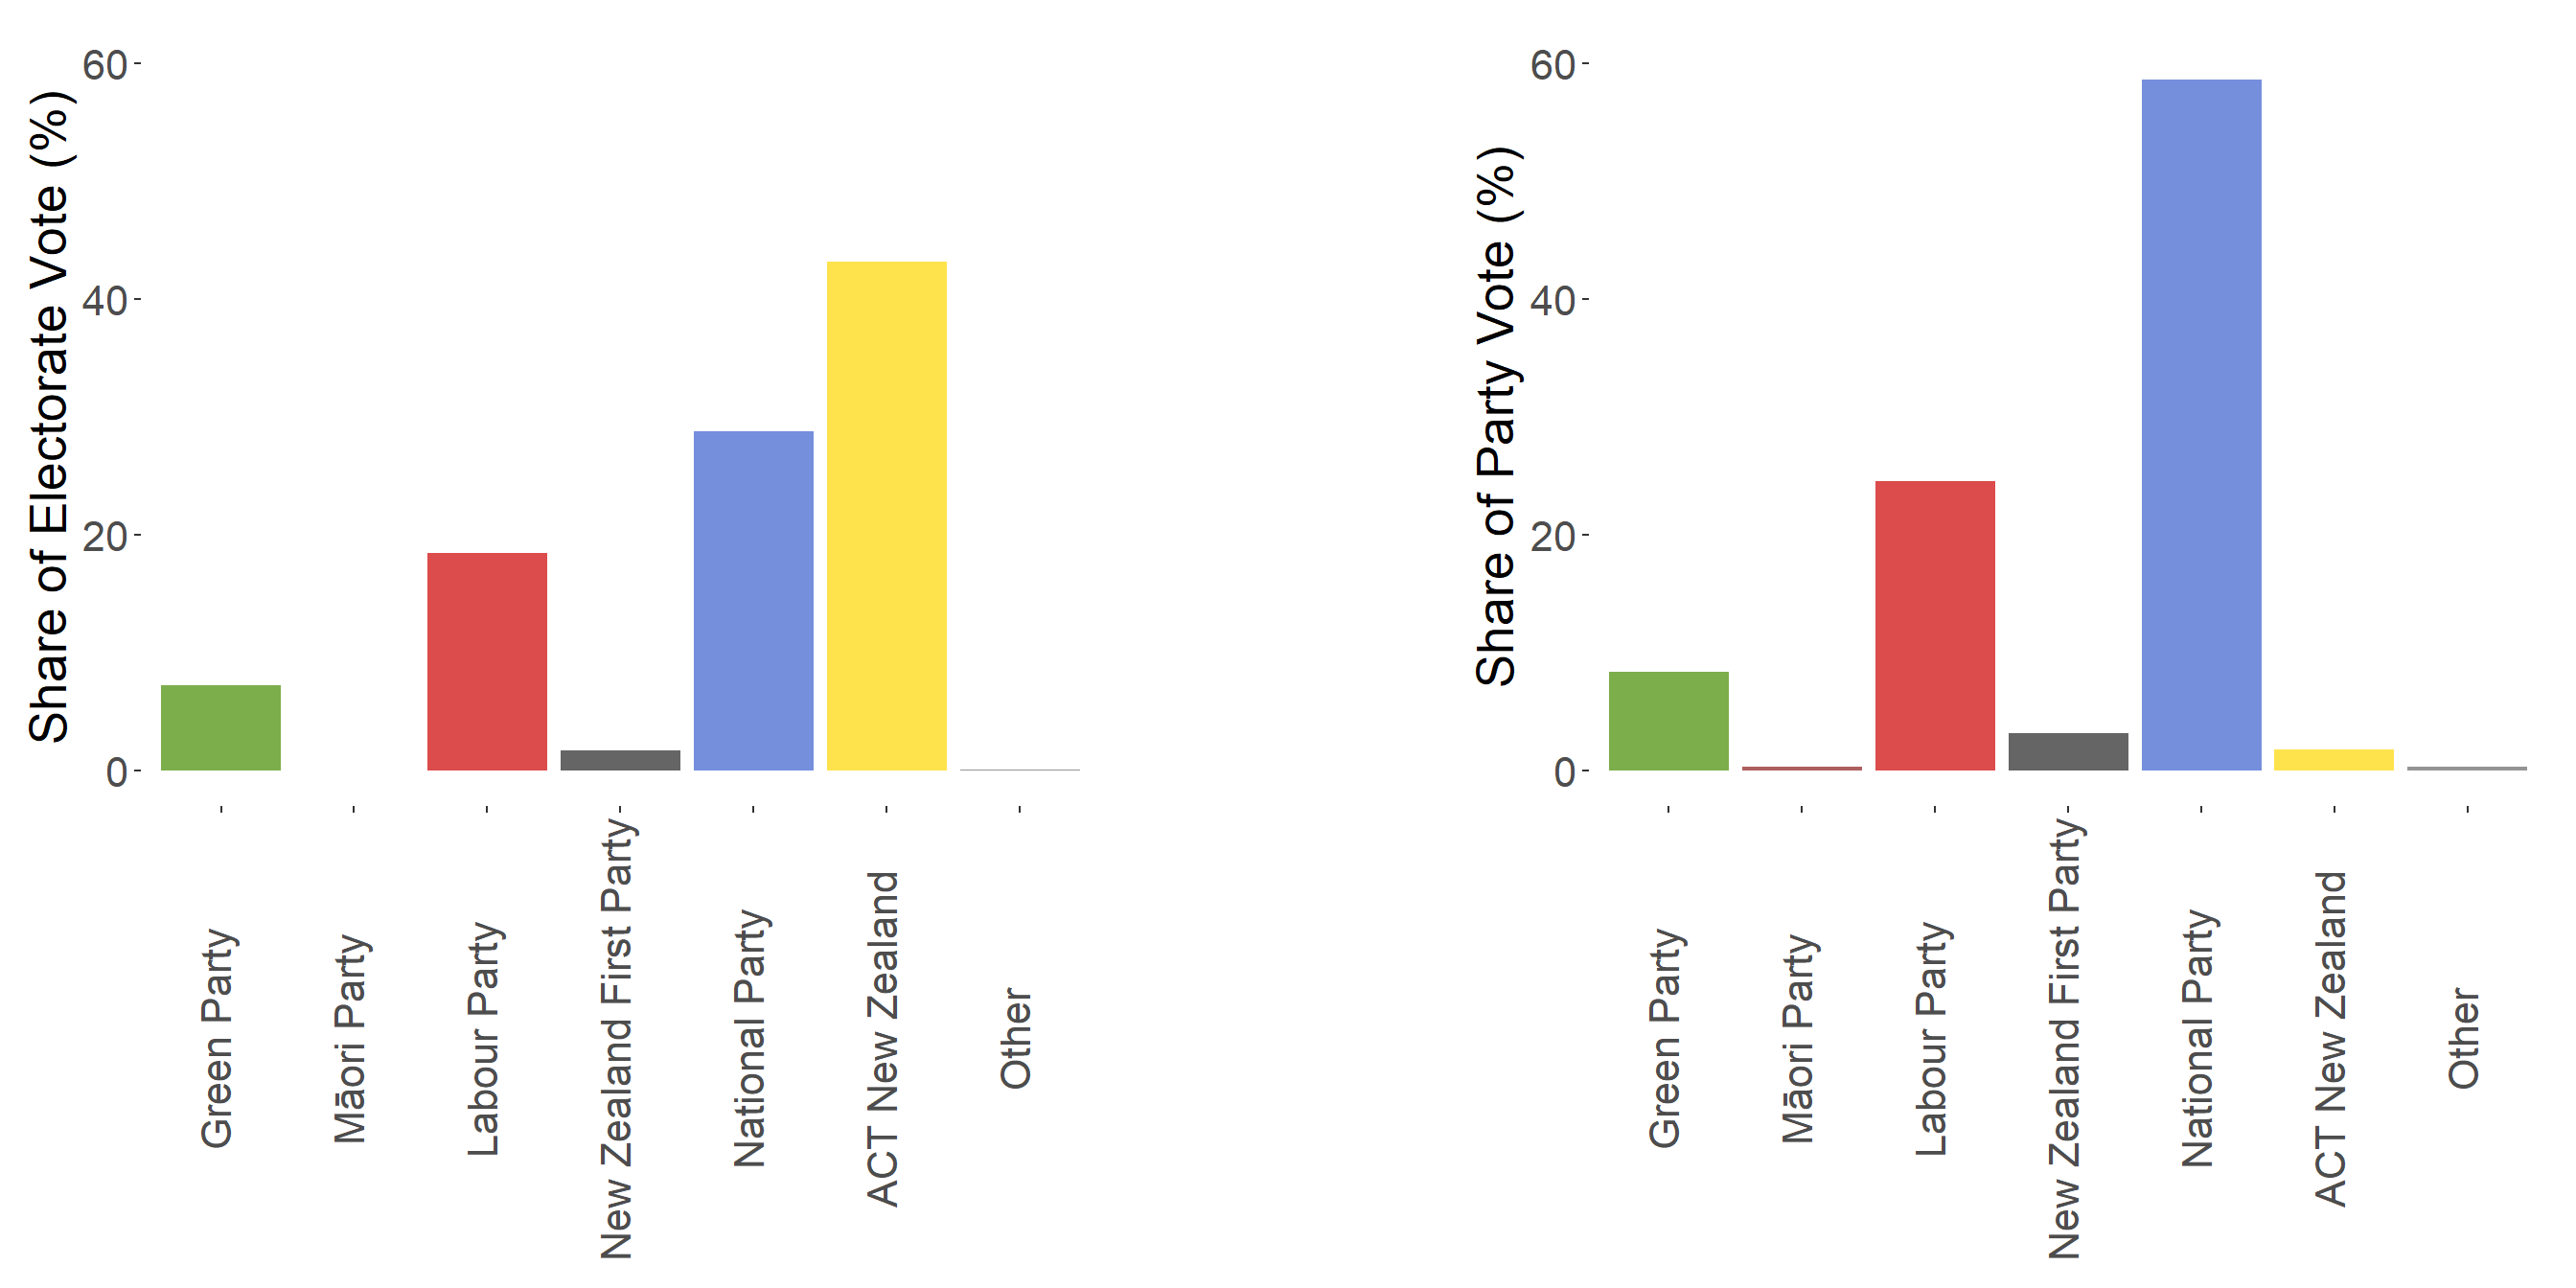 Share of Electorate Vote (%)
60
40
20
0
Green Party
Māori Party
Labour Party
New Zealand First Party
National Party
ACT New Zealand
Other
Share of Party Vote (%)
60
40
20
0
Green Party
Māori Party
Labour Party
New Zealand First Party
National Party
ACT New Zealand
Other